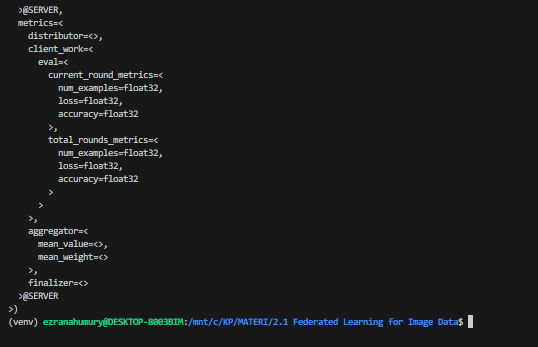 >@SERVER,
metrics=<
distributor=<>,
client_work=<
eval=<
current_round_metrics=<
num_examples=float32,
loss=float32,
accuracy=float32
>,
total_rounds_metrics=<
num_examples=float32,
loss=float32,
accuracy=float32
>
>
>,
aggregator=<
mean_value=<>,
mean_weight=<>
>,
finalizer=<>
>@SERVER
>)
(venv) ezranahumury@DESKTOP-8003BIM:/mnt/c/KP/MATERI/2.1 Federated Learning for Image Data$